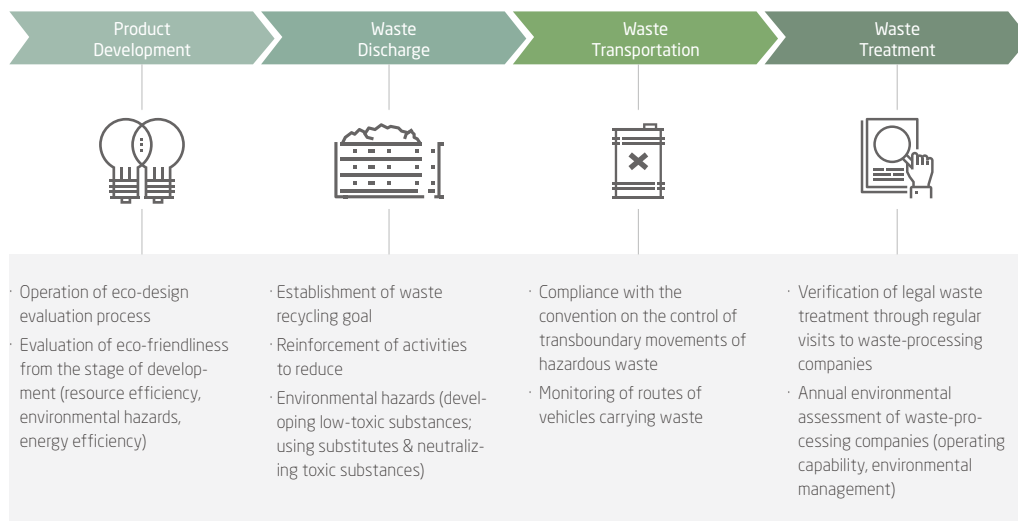 Product
Development
Waste
Discharge
Waste
Transportation
Waste
Treatment
· Operation of eco-design
evaluation process
· Evaluation of eco-friendliness
from the stage of develop-
ment (resource efficiency,
environmental hazards,
energy efficiency)
· Establishment of waste
recycling goal
· Reinforcement of activities
to reduce
· Environmental hazards (devel-
oping low-toxic substances;
using substitutes & neutraliz-
ing toxic substances)
· Compliance with the
convention on the control of
transboundary movements of
hazardous waste
· Monitoring of routes of
vehicles carrying waste
· Verification of legal waste
treatment through regular
visits to waste-processing
companies
· Annual environmental
assessment of waste-pro-
cessing companies (operating
capability, environmental
management)